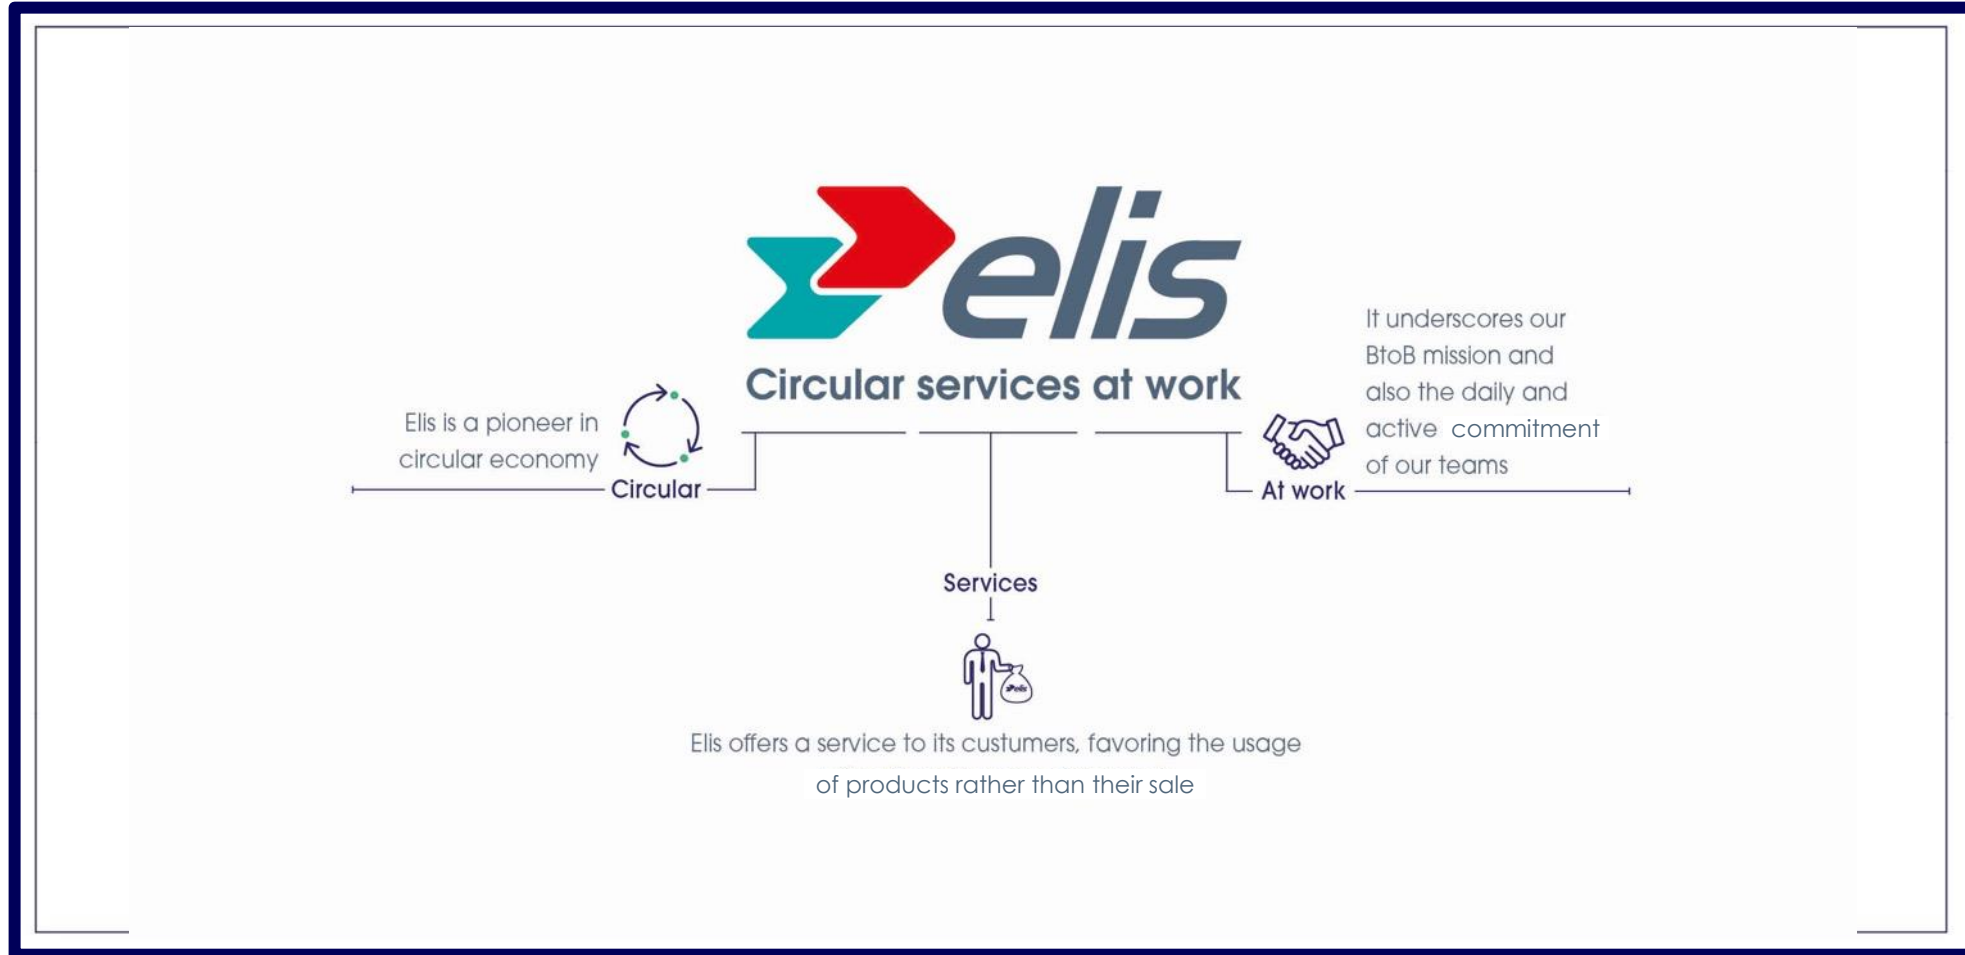 elis
Circular services at work
Elis is a pioneer in
circular economy
Circular
It underscores our
BtoB mission and
also the daily and
active commitment
of our teams
At work
Services
elis
Elis offers a service to its custumers, favoring the usage
of products rather than their sale